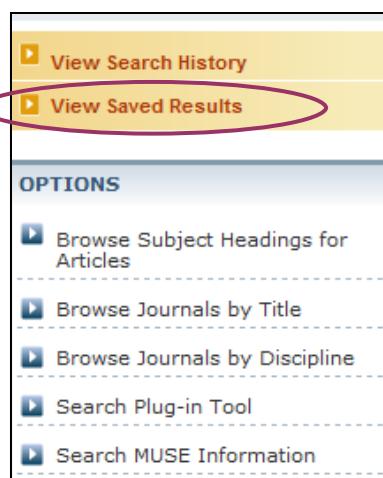 View Search History
View Saved Results
OPTIONS
Browse Subject Headings for
Articles
Browse Journals by Title
Browse Journals by Discipline
Search Plug-in Tool
Search MUSE Information